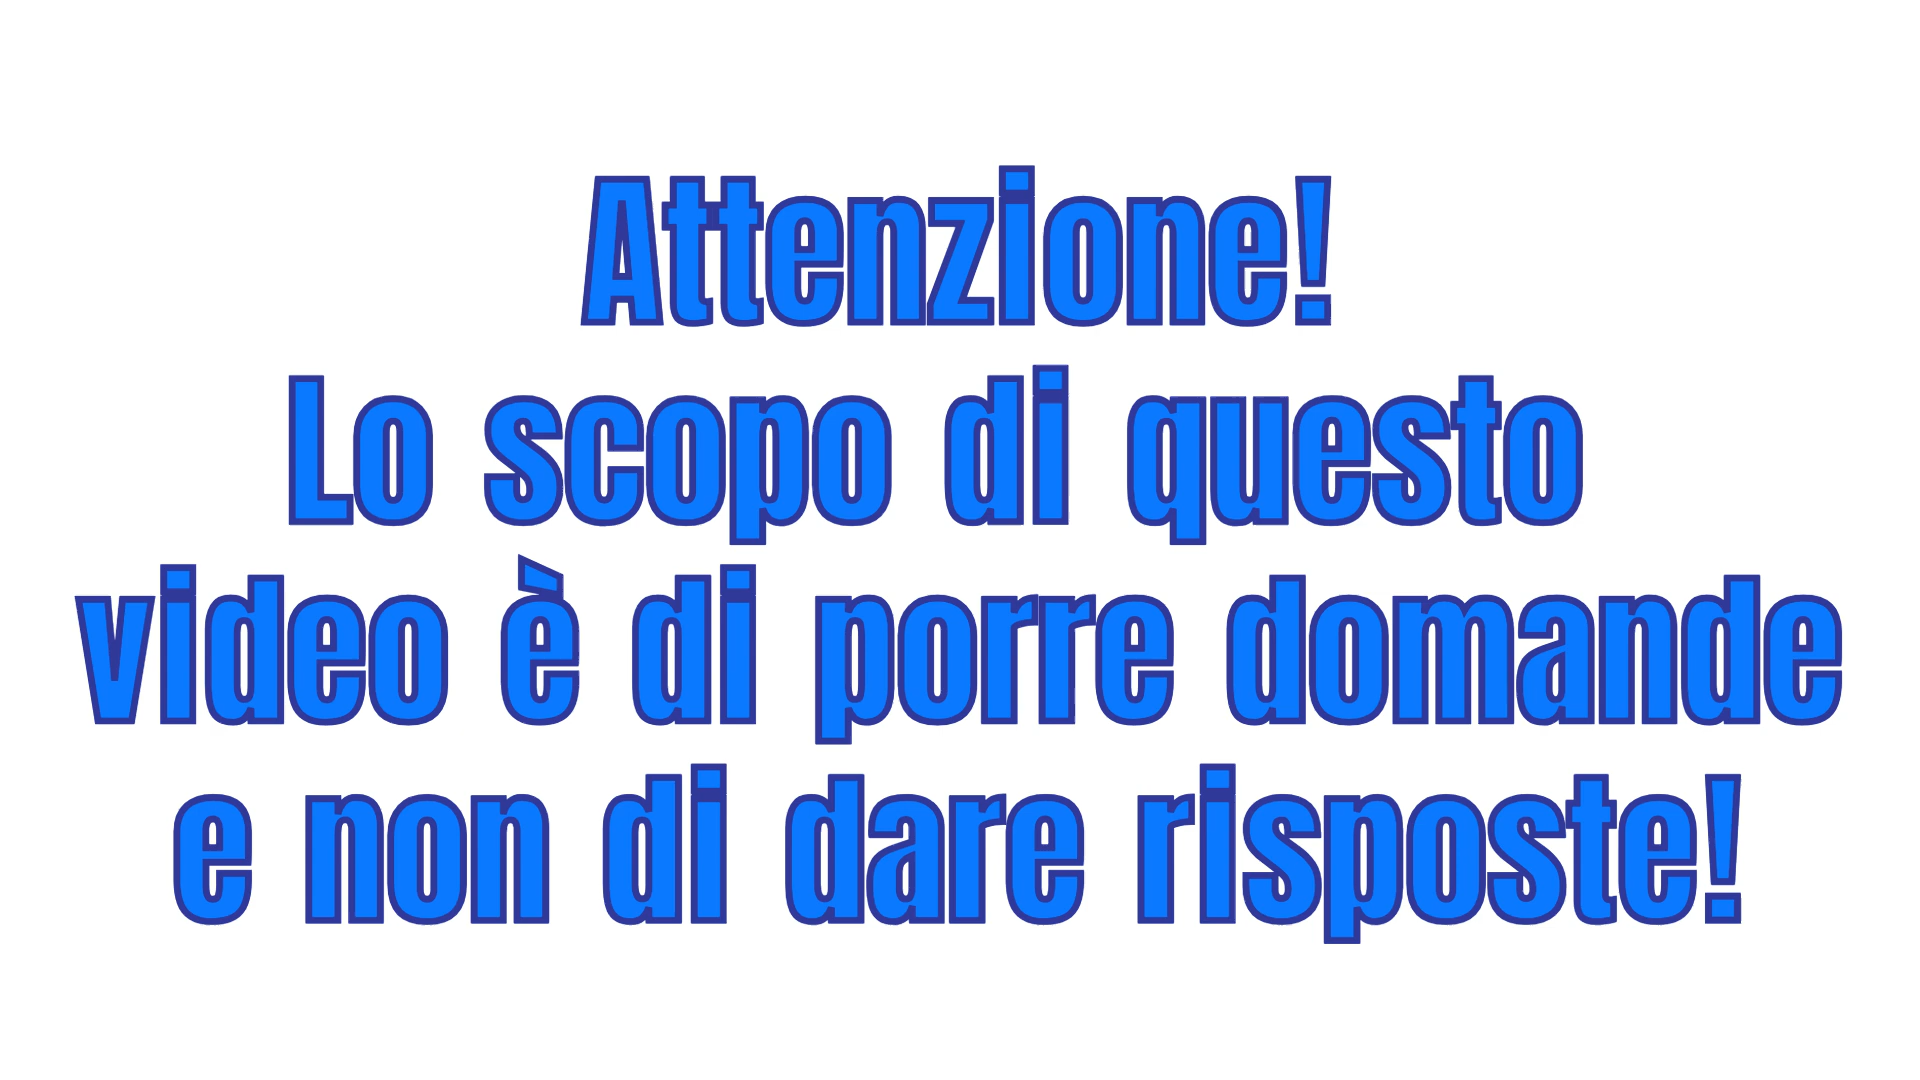 Attenzione!
Lo scopo di questo
video è di porre domande
e non di dare risposte!